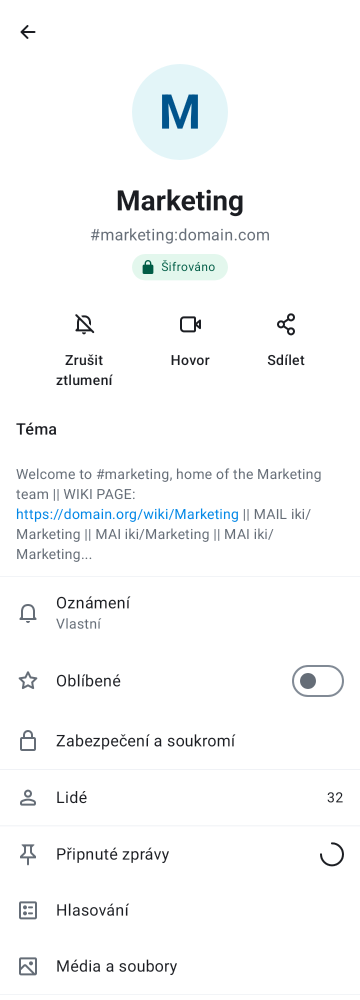 M
Marketing
#marketing:domain.com
Šifrováno
Zrušit
ztlumení
Hovor
Sdílet
Téma
Welcome to #marketing, home of the Marketing
team || WIKI PAGE:
https://domain.org/wiki/Marketing || MAIL iki/
Marketing || MAI iki/Marketing || MAI iki/
Marketing...
Oznámení
Vlastní
Oblíbené
Zabezpečení a soukromí
Lidé 32
Připnuté zprávy
Hlasování
Média a soubory